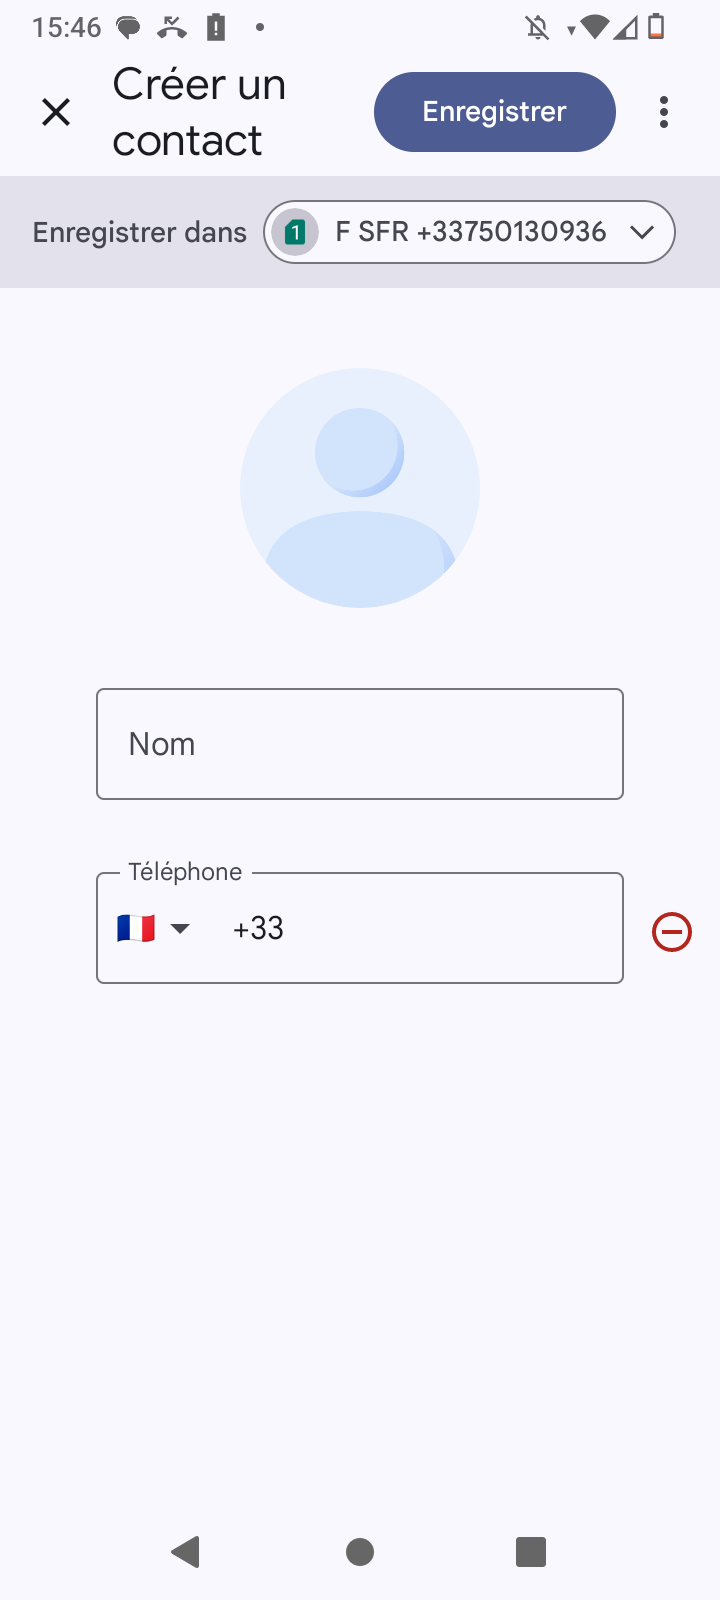 15:46
Créer un
contact
Enregistrer
Enregistrer dans
1
F SFR +33750130936
Nom
Téléphone
+33